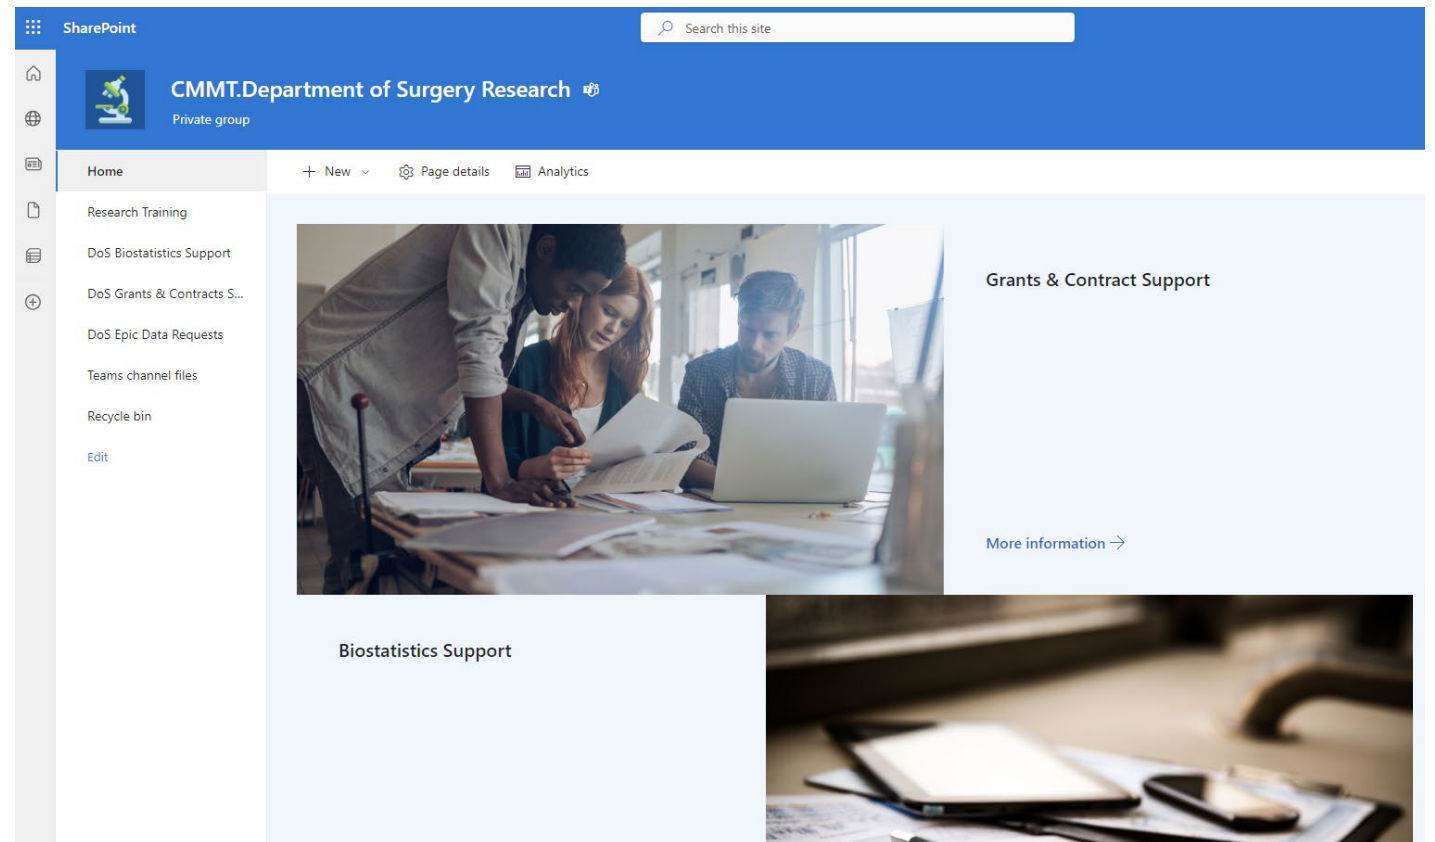 SharePoint
Search this site
CMMT.Department of Surgery Research
Private group
Home
Research Training
DoS Biostatistics Support
DoS Grants & Contracts S...
DoS Epic Data Requests
Teams channel files
Recycle bin
Edit
New
Page details
Analytics
Grants & Contract Support
More information
Biostatistics Support